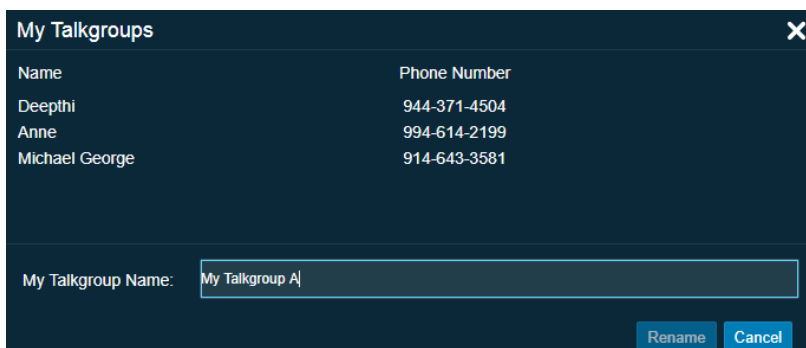 My Talkgroups
Name Phone Number
Deepthi 944-371-4504
Anne 994-614-2199
Michael George 914-643-3581
My Talkgroup Name: My Talkgroup A
Rename Cancel